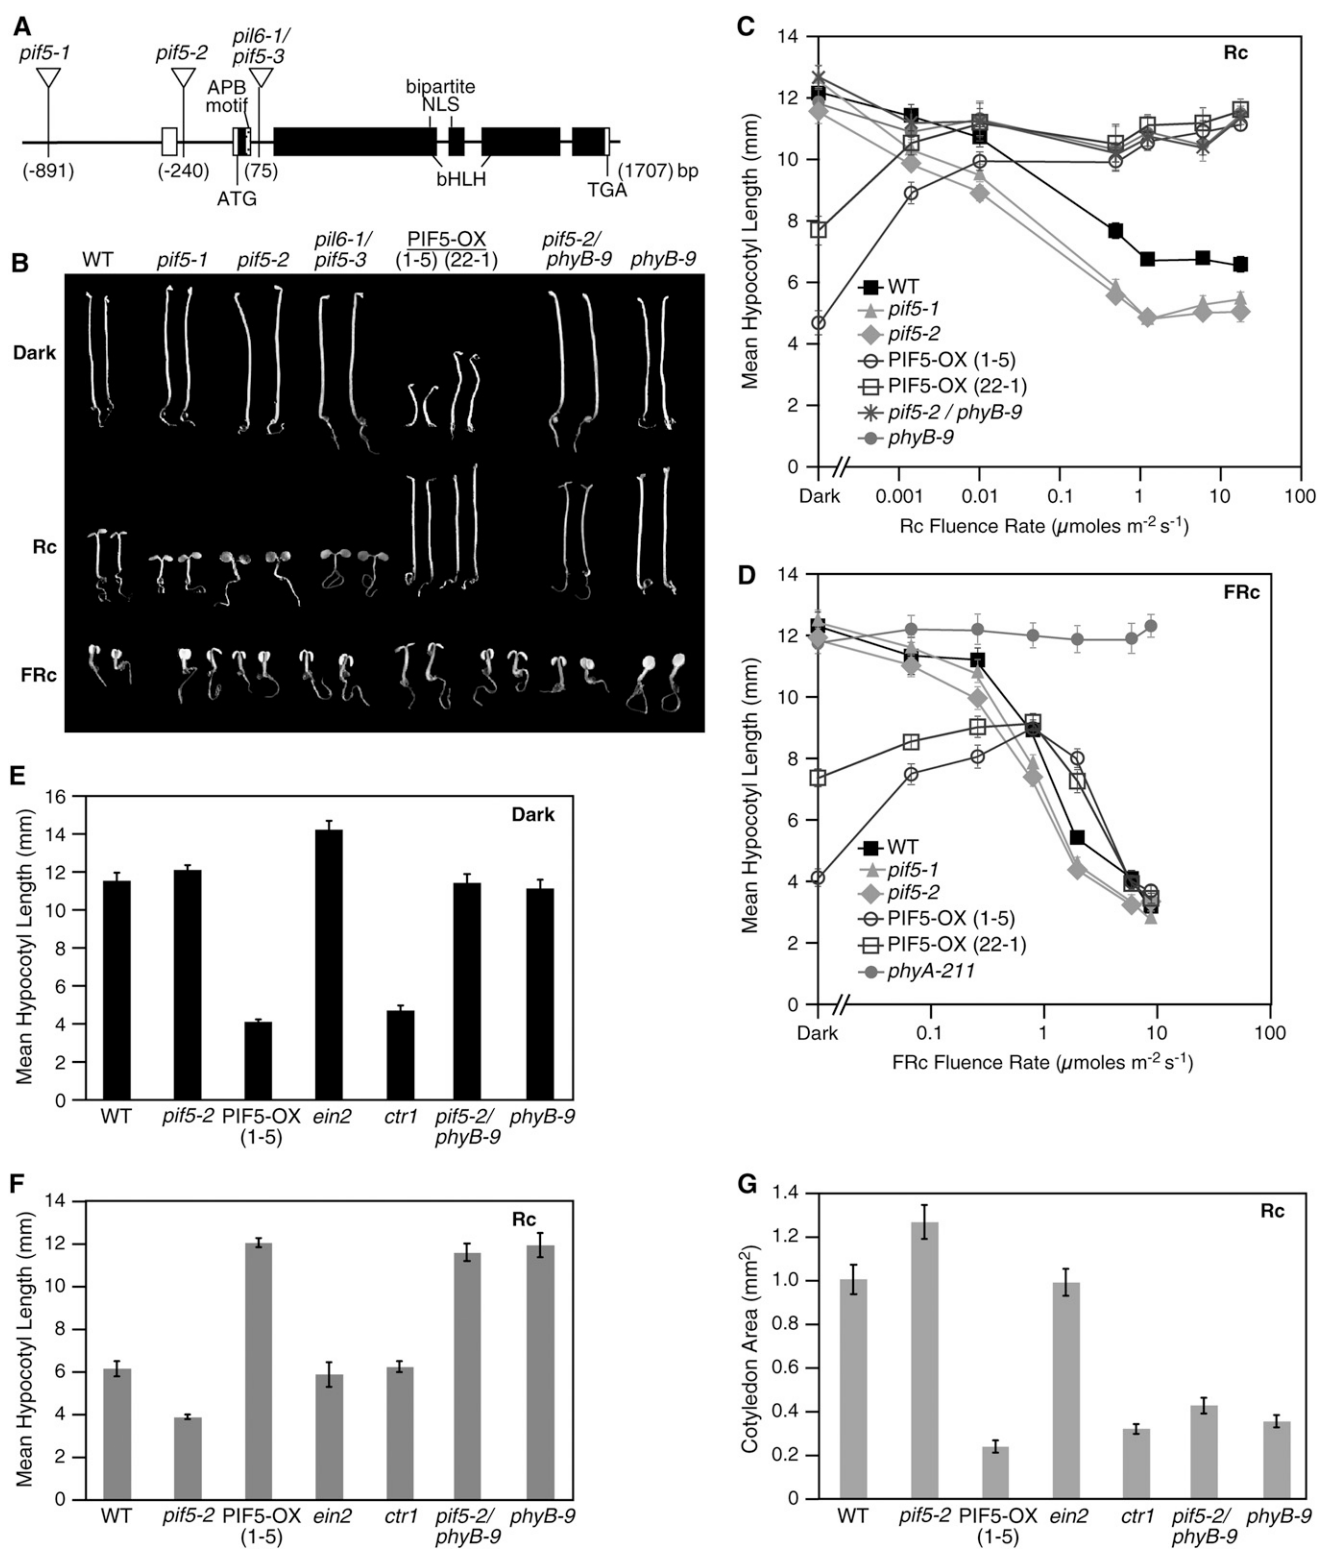 A
pif5-1
pif5-2
pil6-1/
pif5-3
APB
motif
bipartite
NLS
(-891)
(-240)
(75)
bHLH
(1707) bp
ATG
TGA
B
WT
pif5-1
pif5-2
pil6-1/
pif5-3
PIF5-OX
(1-5) (22-1)
pif5-2/
phyB-9
phyB-9
Dark
Rc
FRc
C
Rc
Mean Hypocotyl Length (mm)
14
12
10
8
6
4
2
0
WT
pif5-1
pif5-2
PIF5-OX (1-5)
PIF5-OX (22-1)
pif5-2 / phyB-9
phyB-9
Dark 0.001 0.01 0.1 1 10 100
Rc Fluence Rate (μmoles m-2 s-1)
D
FRc
Mean Hypocotyl Length (mm)
14
12
10
8
6
4
2
0
WT
pif5-1
pif5-2
PIF5-OX (1-5)
PIF5-OX (22-1)
phyA-211
Dark 0.1 1 10 100
FRc Fluence Rate (μmoles m-2 s-1)
E
Dark
Mean Hypocotyl Length (mm)
16
14
12
10
8
6
4
2
0
WT pif5-2 PIF5-OX ein2 ctr1 pif5-2/ phyB-9
(1-5) phyB-9
F
Rc
Mean Hypocotyl Length (mm)
14
12
10
8
6
4
2
0
WT pif5-2 PIF5-OX ein2 ctr1 pif5-2/ phyB-9
(1-5) phyB-9
G
Rc
Cotyledon Area (mm2)
1.4
1.2
1.0
0.8
0.6
0.4
0.2
0
WT pif5-2 PIF5-OX ein2 ctr1 pif5-2/ phyB-9
(1-5) phyB-9